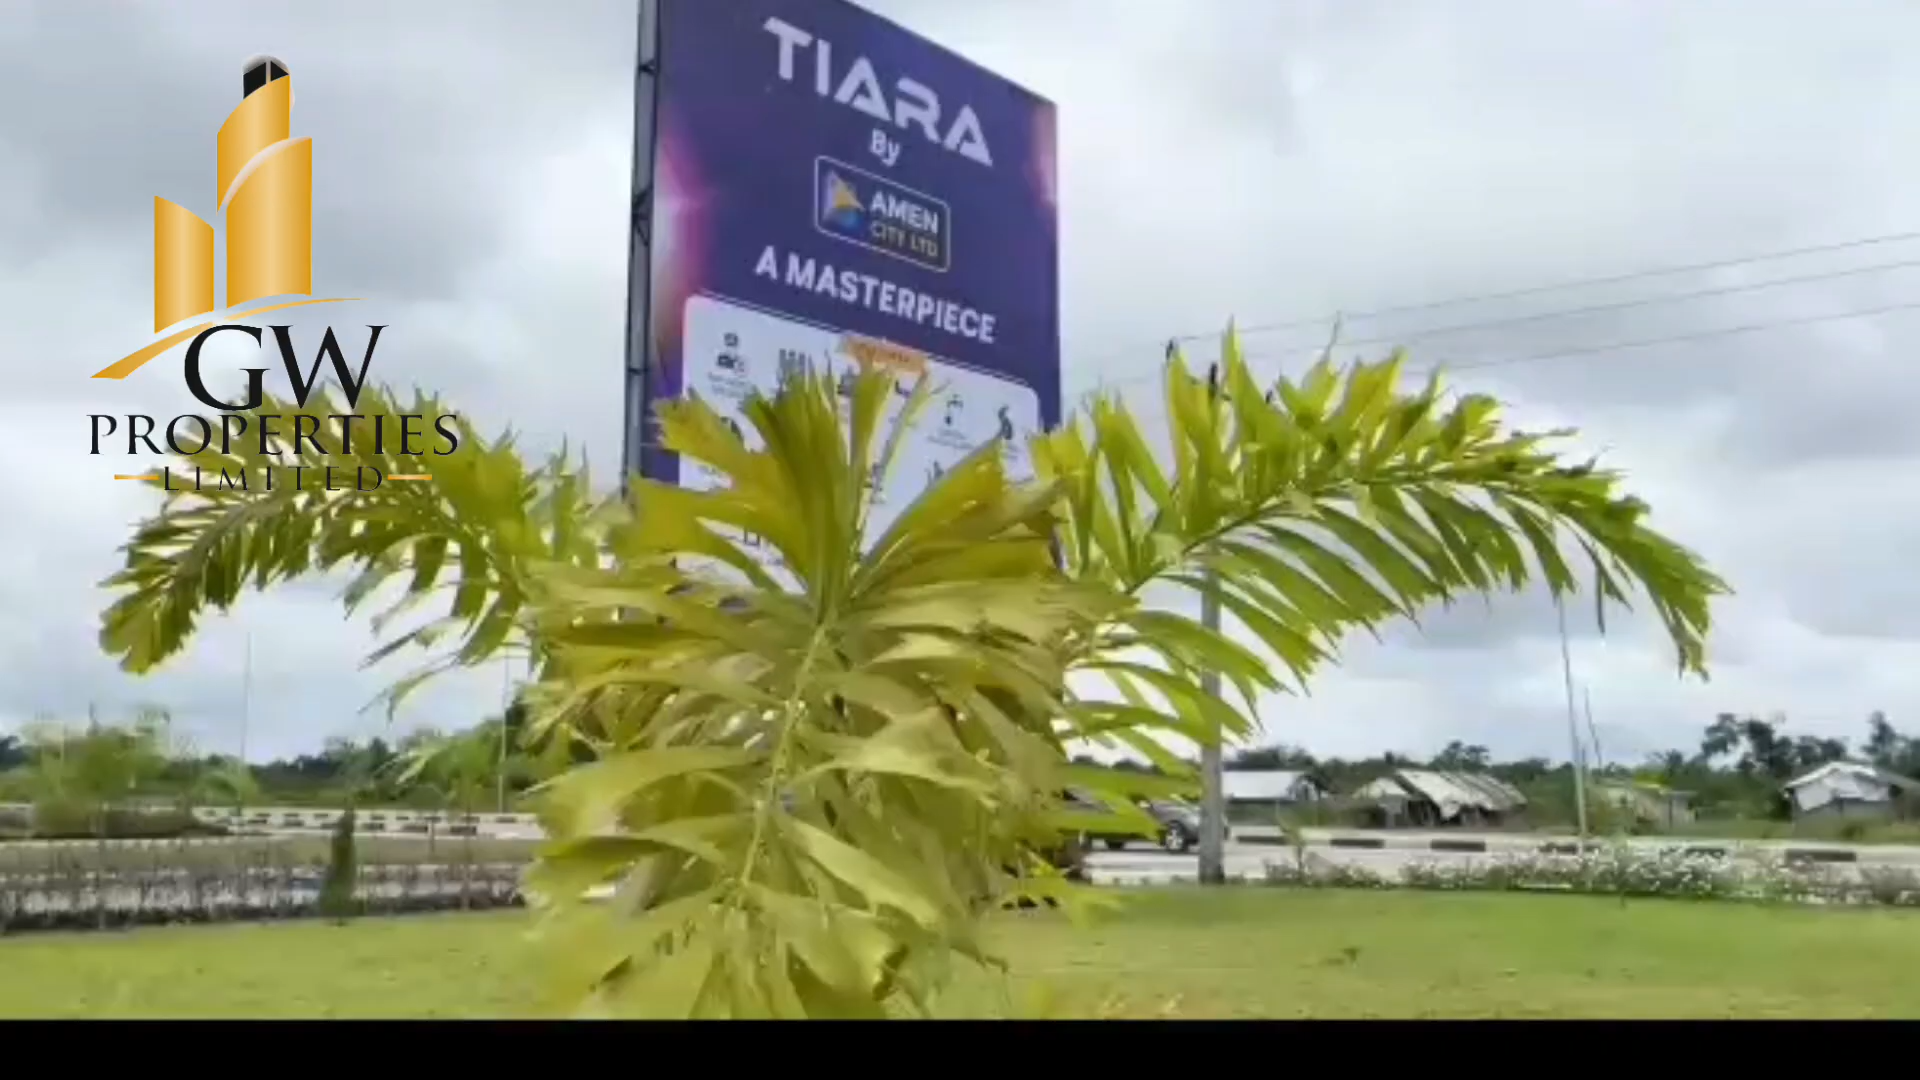 TIARA
By
AMEN
CITY LTD
A MASTERPIECE
GW
PROPERTIES
LIMITED